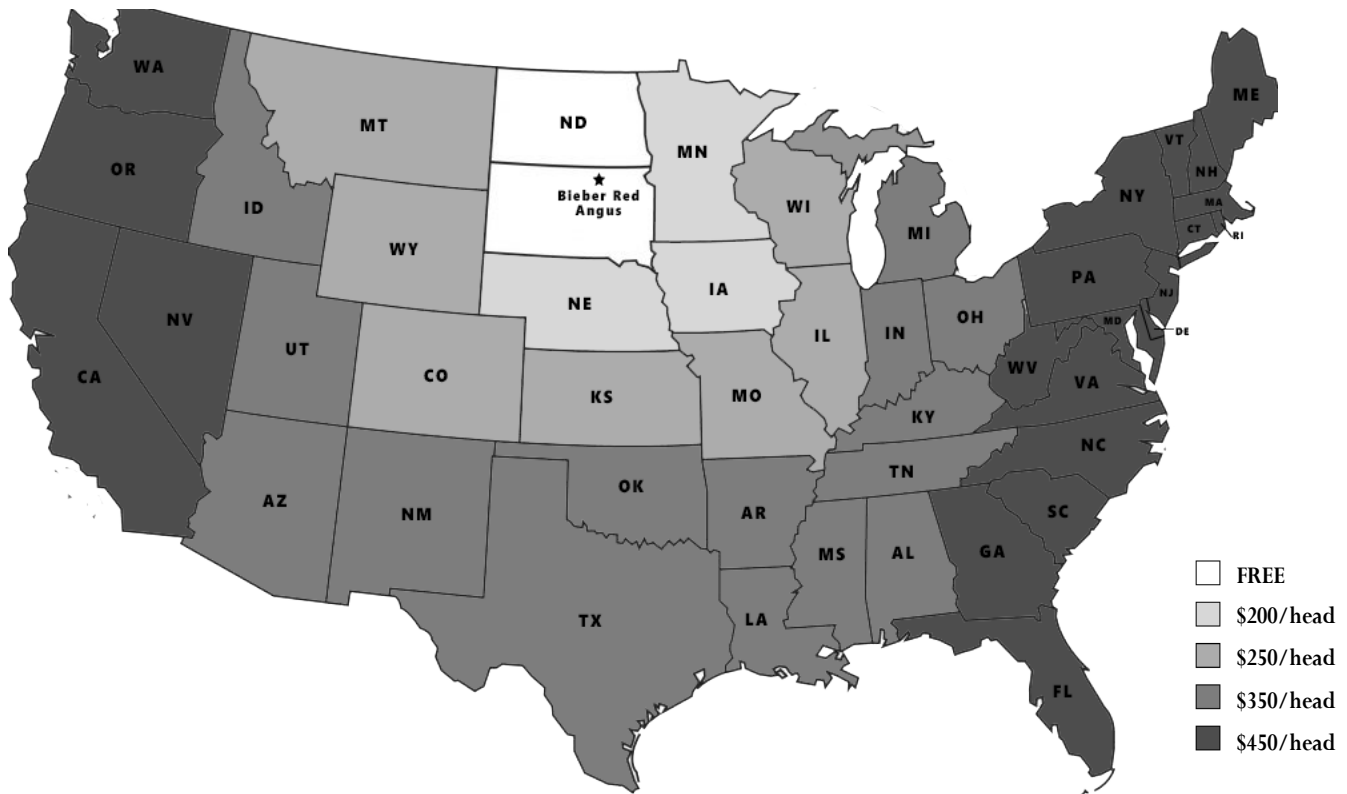 WA
ME
MT
ND
VT
MN
OR
NH
Bieber Red
Angus
NY
MA
WI
ID
CT
RI
MI
WY
PA
IA
NJ
NE
OH
NV
MD
DE
IL
IN
UT
WV
CO
CA
VA
KS
MO
KY
NC
TN
OK
AZ
SC
NM
AR
GA
MS
AL
FREE
$200/head
TX
LA
$250/head
FL
$350/head
$450/head